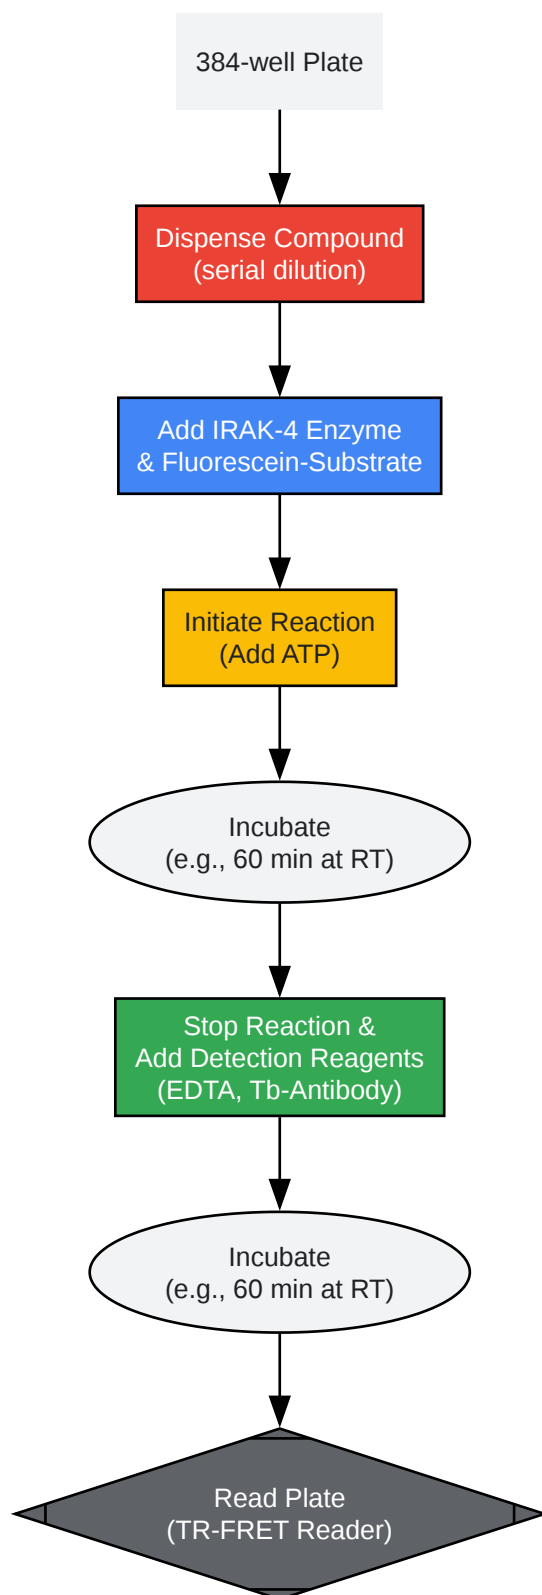 384-well Plate
Dispense Compound
(serial dilution)
Add IRAK-4 Enzyme
& Fluorescein-Substrate
Initiate Reaction
(Add ATP)
Incubate
(e.g., 60 min at RT)
Stop Reaction &
Add Detection Reagents
(EDTA, Tb-Antibody)
Incubate
(e.g., 60 min at RT)
Read Plate
(TR-FRET Reader)